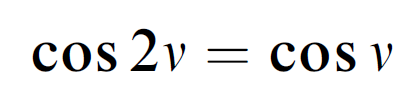 cos 2v = cos v